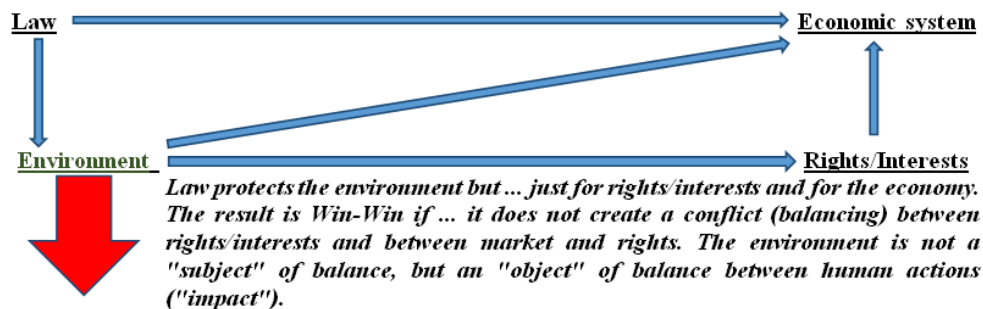 Law Economic system
Environment Rights/Interests
Law protects the environment but ... just for rights/interests and for the economy.
The result is Win-Win if ... it does not create a conflict (balancing) between
rights/interests and between market and rights. The environment is not a
"subject" of balance, but an "object" of balance between human actions
("impact").